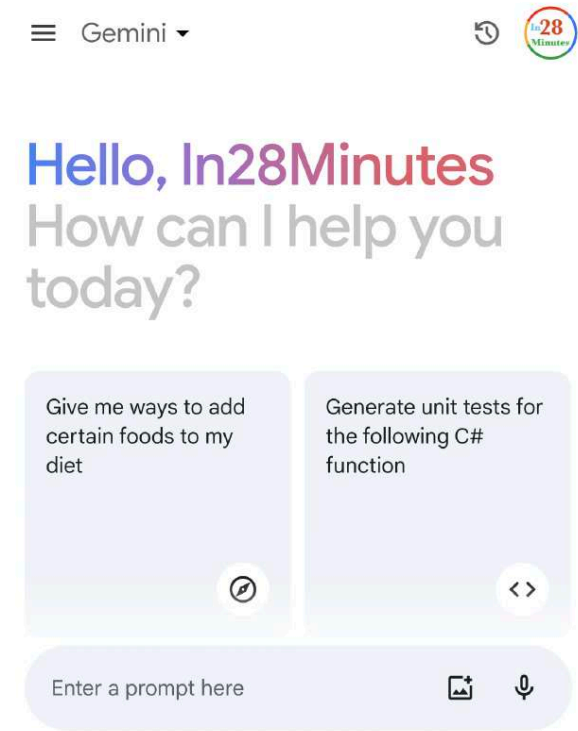 Gemini
In28
Minutes
Hello, In28Minutes
How can I help you
today?
Give me ways to add
certain foods to my
diet
Generate unit tests for
the following C#
function
Enter a prompt here